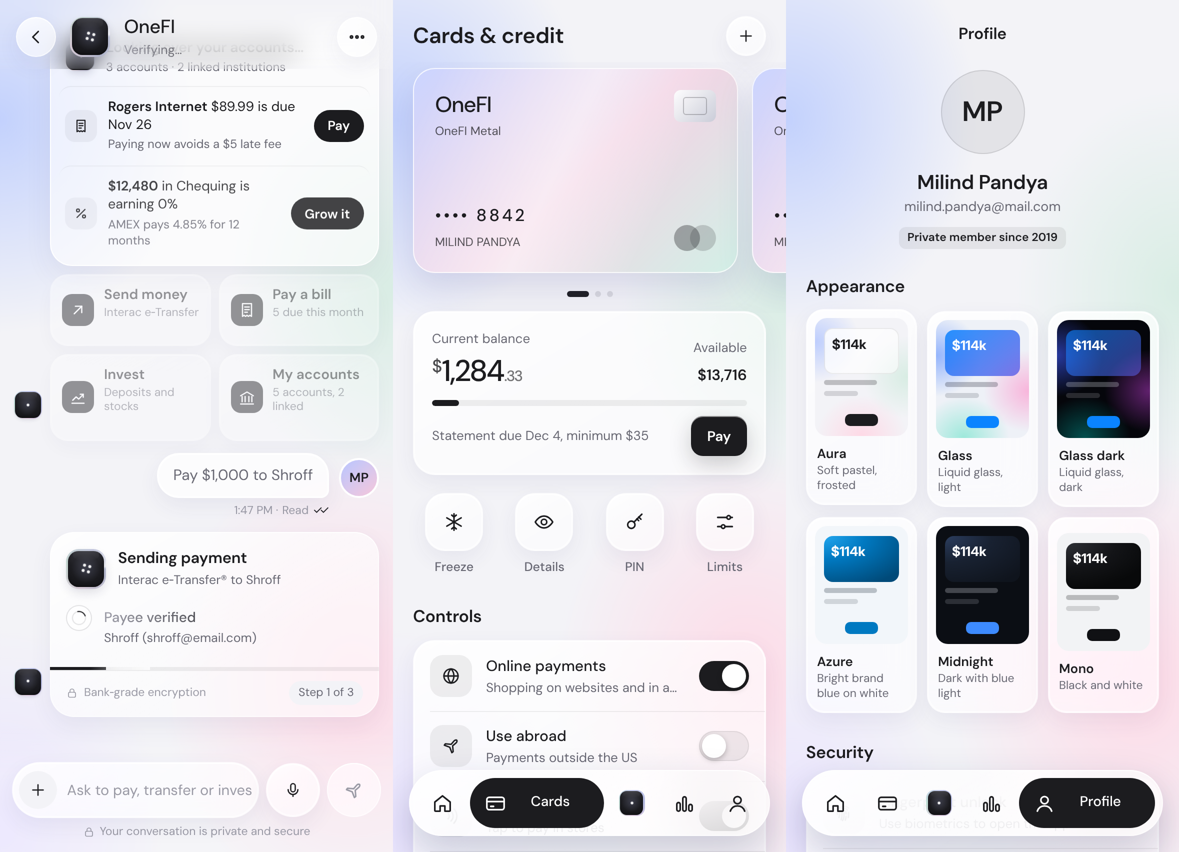 OneFI
Verifying...
your accounts...
3 accounts · 2 linked institutions
Rogers Internet $89.99 is due
Nov 26
Paying now avoids a $5 late fee
Pay
$12,480 in Chequing is
earning 0%
AMEX pays 4.85% for 12
months
Grow it
Send money
Interac e-Transfer
Pay a bill
5 due this month
Invest
Deposits and
stocks
My accounts
5 accounts, 2
linked
Pay $1,000 to Shroff
MP
1:47 PM · Read
Sending payment
Interac e-Transfer® to Shroff
Payee verified
Shroff (shroff@email.com)
Bank-grade encryption
Step 1 of 3
Ask to pay, transfer or inves
Your conversation is private and secure
Cards & credit
OneFI
OneFI Metal
•••• 8842
MILIND PANDYA
Current balance
$1,284.33
Available
$13,716
Statement due Dec 4, minimum $35
Pay
Freeze
Details
PIN
Limits
Controls
Online payments
Shopping on websites and in a...
Use abroad
Payments outside the US
Cards
Profile
MP
Milind Pandya
milind.pandya@mail.com
Private member since 2019
Appearance
$114k
Aura
Soft pastel,
frosted
$114k
Glass
Liquid glass,
light
$114k
Glass dark
Liquid glass,
dark
$114k
Azure
Bright brand
blue on white
$114k
Midnight
Dark with blue
light
$114k
Mono
Black and white
Security
Use biometrics to open
Profile